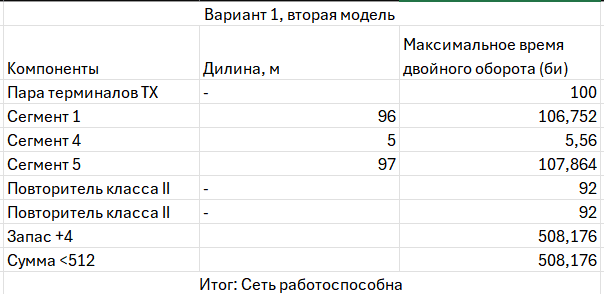 Вариант 1, вторая модель
Компоненты Дилина, м Максимальное время двойного оборота (би)
Пара терминалов TX - 100
Сегмент 1 96 106,752
Сегмент 4 5 5,56
Сегмент 5 97 107,864
Повторитель класса II - 92
Повторитель класса II - 92
Запас +4 508,176
Сумма <512 508,176
Итог: Сеть работоспособна